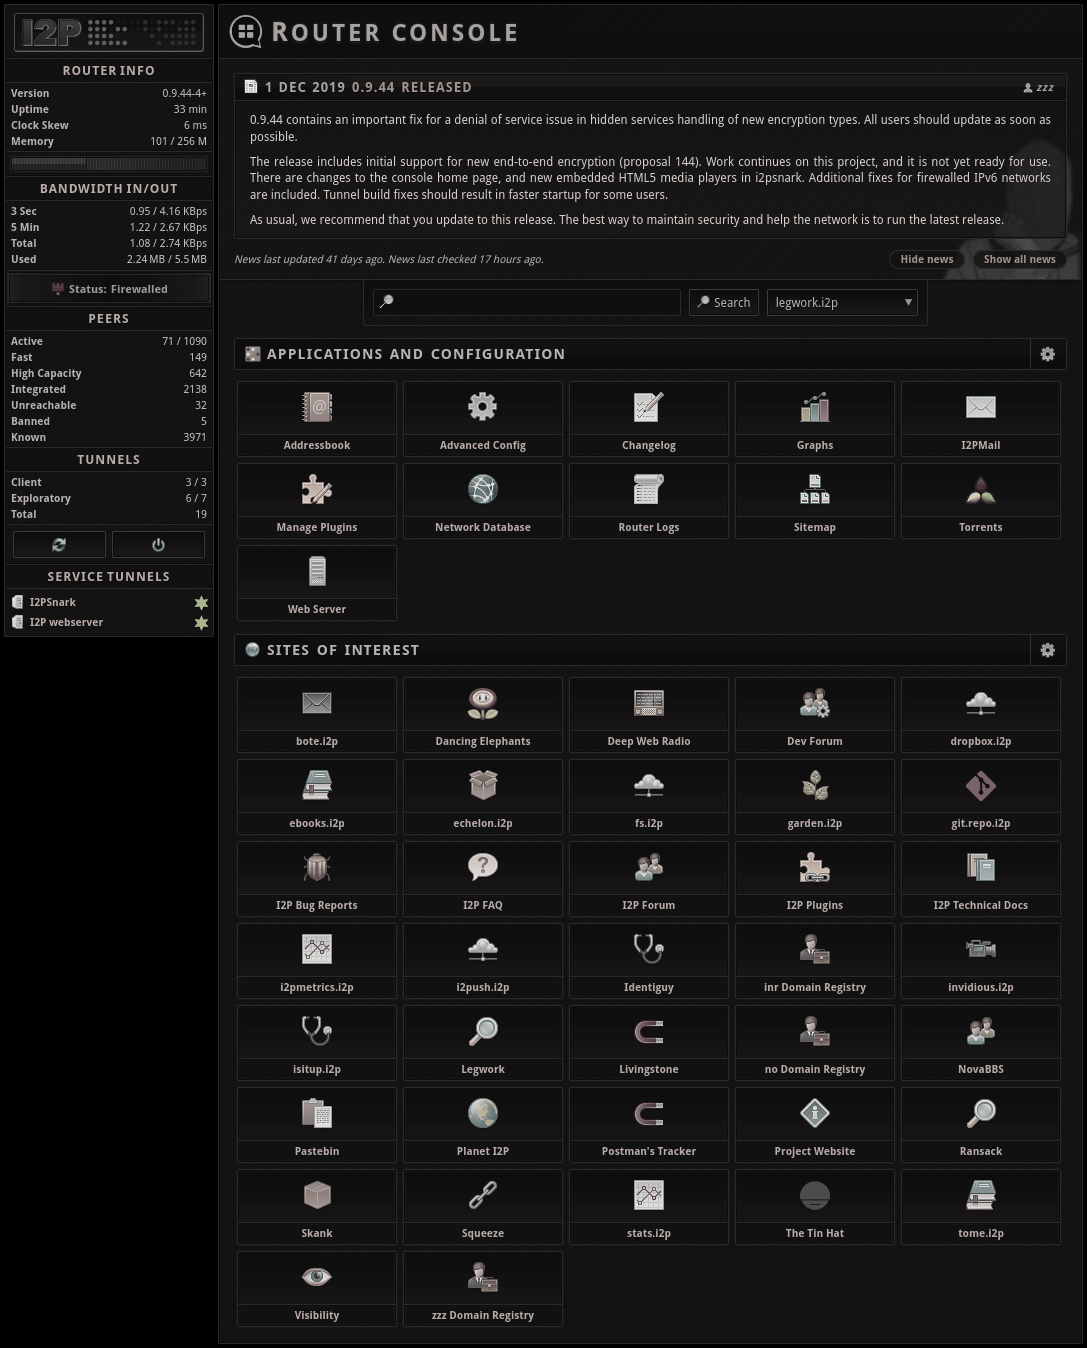 I2P
ROUTER INFO
Version 0.9.44-4+
Uptime 33 min
Clock Skew 6 ms
Memory 101 / 256 M
BANDWIDTH IN/OUT
3 Sec 0.95 / 4.16 KBps
5 Min 1.22 / 2.67 KBps
Total 1.08 / 2.74 KBps
Used 2.24 MB / 5.5 MB
Status: Firewalled
PEERS
Active 71 / 1090
Fast 149
High Capacity 642
Integrated 2138
Unreachable 32
Banned 5
Known 3971
TUNNELS
Client 3 / 3
Exploratory 6 / 7
Total 19
SERVICE TUNNELS
I2PSnark
I2P webserver
ROUTER CONSOLE
1 DEC 2019 0.9.44 RELEASED zzz
0.9.44 contains an important fix for a denial of service issue in hidden services handling of new encryption types. All users should update as soon as
possible.
The release includes initial support for new end-to-end encryption (proposal 144). Work continues on this project, and it is not yet ready for use.
There are changes to the console home page, and new embedded HTML5 media players in i2psnark. Additional fixes for firewalled IPv6 networks
are included. Tunnel build fixes should result in faster startup for some users.
As usual, we recommend that you update to this release. The best way to maintain security and help the network is to run the latest release.
News last updated 41 days ago. News last checked 17 hours ago. Hide news Show all news
Search legwork.i2p
APPLICATIONS AND CONFIGURATION
Addressbook Advanced Config Changelog Graphs I2PMail
Manage Plugins Network Database Router Logs Sitemap Torrents
Web Server
SITES OF INTEREST
bote.i2p Dancing Elephants Deep Web Radio Dev Forum dropbox.i2p
ebooks.i2p echelon.i2p fs.i2p garden.i2p git.repo.i2p
I2P Bug Reports I2P FAQ I2P Forum I2P Plugins I2P Technical Docs
i2pmetrics.i2p i2push.i2p Identiguy inr Domain Registry invidious.i2p
isitup.i2p Legwork Livingstone no Domain Registry NovaBBS
Pastebin Planet I2P Postman's Tracker Project Website Ransack
Skank Squeeze stats.i2p The Tin Hat tome.i2p
Visibility zzz Domain Registry